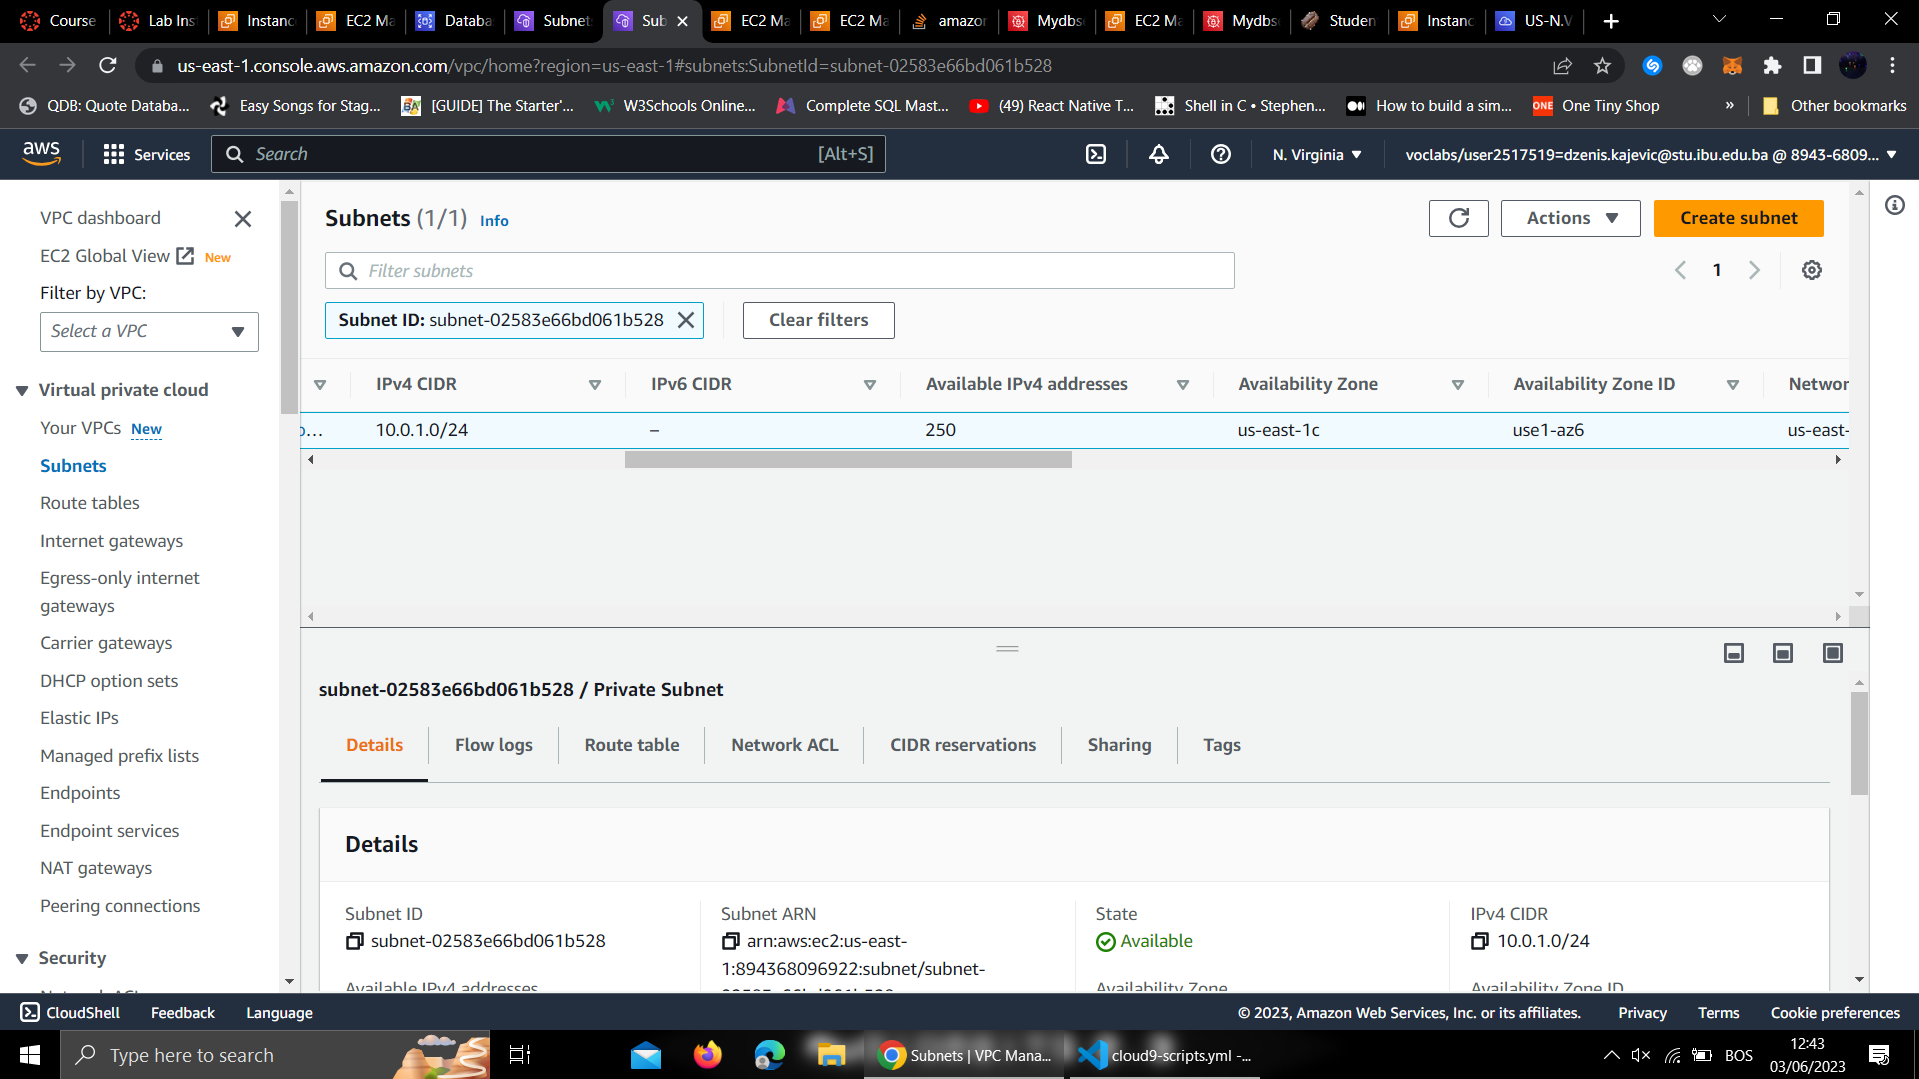 Course
Lab Ins
Instanc
EC2 Ma
Databa
Subnet
Sub
EC2 Ma
EC2 Ma
amazor
Mydbs
EC2 Ma
Mydbs
Studen
Instanc
US-N.V
us-east-1.console.aws.amazon.com/vpc/home?region=us-east-1#subnets:SubnetId=subnet-02583e66bd061b528
QDB: Quote Databa...
Easy Songs for Stag...
[GUIDE] The Starter'...
W3Schools Online...
Complete SQL Mast...
(49) React Native T...
Shell in C • Stephen...
How to build a sim...
ONE
One Tiny Shop
»
Other bookmarks
aws
Services
Search
[Alt+S]
N. Virginia
voclabs/user2517519=dzenis.kajevic@stu.ibu.edu.ba @ 8943-6809...
VPC dashboard
EC2 Global View New
Filter by VPC:
Select a VPC
Virtual private cloud
Your VPCs New
Subnets
Route tables
Internet gateways
Egress-only internet
gateways
Carrier gateways
DHCP option sets
Elastic IPs
Managed prefix lists
Endpoints
Endpoint services
NAT gateways
Peering connections
Security
Subnets (1/1) Info
Actions
Create subnet
Filter subnets
1
Subnet ID: subnet-02583e66bd061b528
Clear filters
IPv4 CIDR
IPv6 CIDR
Available IPv4 addresses
Availability Zone
Availability Zone ID
Networ
10.0.1.0/24
–
250
us-east-1c
use1-az6
us-east-
subnet-02583e66bd061b528 / Private Subnet
Details
Flow logs
Route table
Network ACL
CIDR reservations
Sharing
Tags
Details
Subnet ID
subnet-02583e66bd061b528
Subnet ARN
arn:aws:ec2:us-east-
1:894368096922:subnet/subnet-
State
Available
IPv4 CIDR
10.0.1.0/24
Available IPv4 addresses
Availability Zone
Availability Zone ID
CloudShell
Feedback
Language
© 2023, Amazon Web Services, Inc. or its affiliates.
Privacy
Terms
Cookie preferences
Type here to search
Subnets | VPC Mana...
cloud9-scripts.yml -...
BOS
12:43
03/06/2023